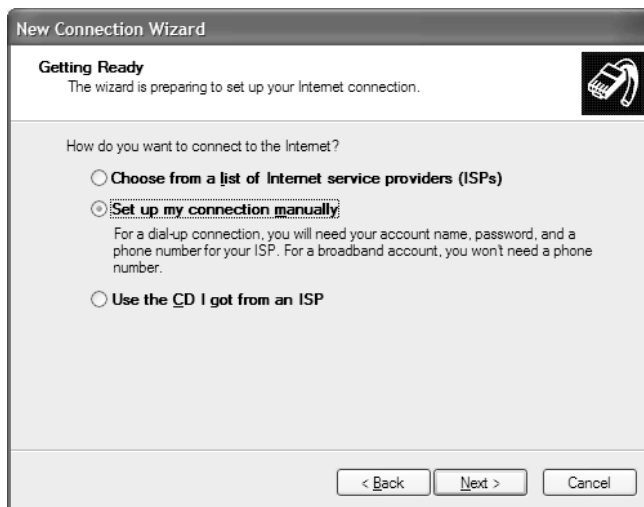 New Connection Wizard
Getting Ready
The wizard is preparing to set up your Internet connection.
How do you want to connect to the Internet?
Choose from a list of Internet service providers (ISPs)
Set up my connection manually
For a dial-up connection, you will need your account name, password, and a
phone number for your ISP. For a broadband account, you won't need a phone
number.
Use the CD I got from an ISP
< Back
Next >
Cancel